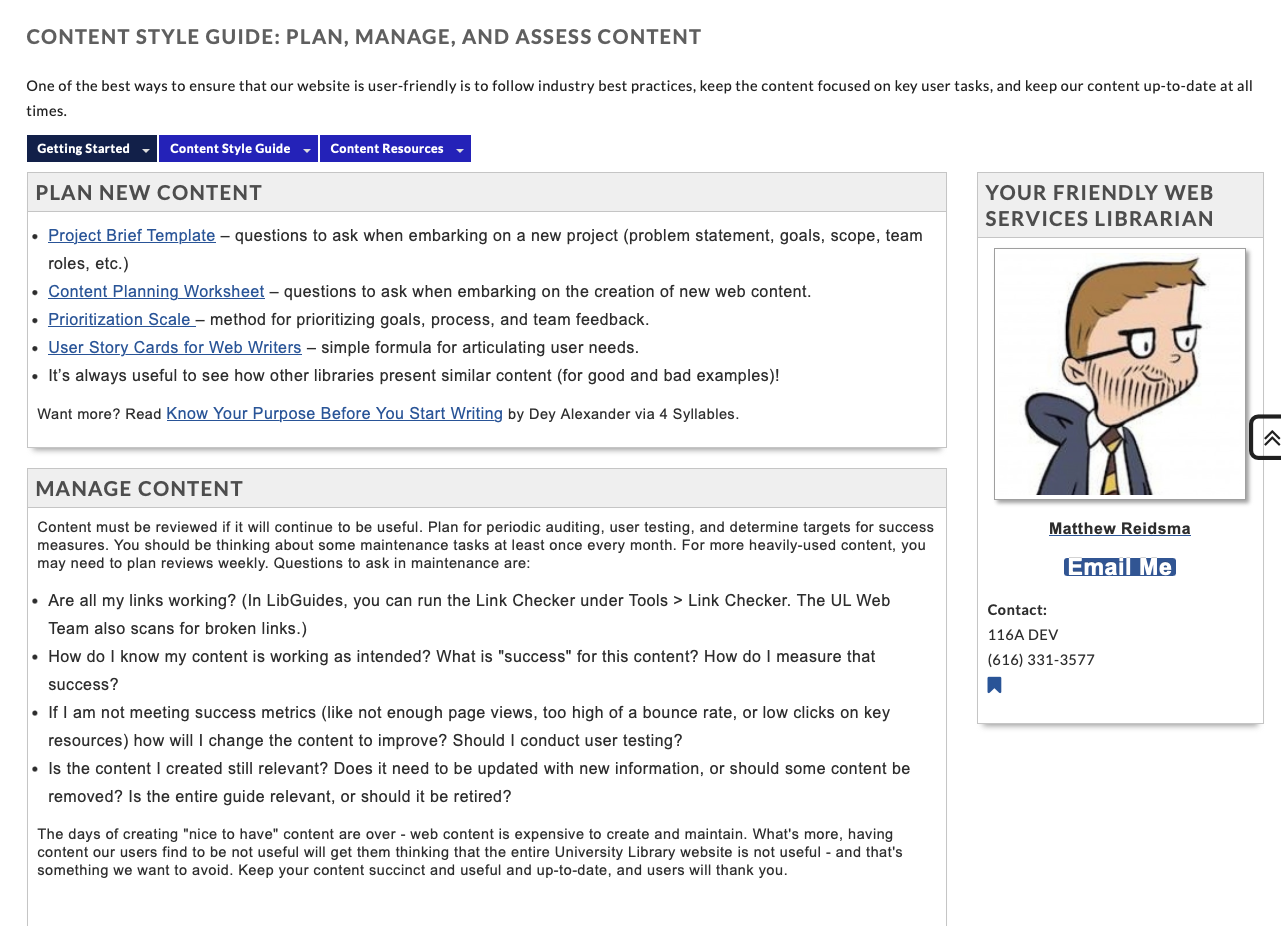 CONTENT STYLE GUIDE: PLAN, MANAGE, AND ASSESS CONTENT
One of the best ways to ensure that our website is user-friendly is to follow industry best practices, keep the content focused on key user tasks, and keep our content up-to-date at all
times.
Getting Started
Content Style Guide
Content Resources
PLAN NEW CONTENT
• Project Brief Template – questions to ask when embarking on a new project (problem statement, goals, scope, team
roles, etc.)
• Content Planning Worksheet – questions to ask when embarking on the creation of new web content.
• Prioritization Scale – method for prioritizing goals, process, and team feedback.
• User Story Cards for Web Writers – simple formula for articulating user needs.
• It’s always useful to see how other libraries present similar content (for good and bad examples)!
Want more? Read Know Your Purpose Before You Start Writing by Dey Alexander via 4 Syllables.
MANAGE CONTENT
Content must be reviewed if it will continue to be useful. Plan for periodic auditing, user testing, and determine targets for success
measures. You should be thinking about some maintenance tasks at least once every month. For more heavily-used content, you
may need to plan reviews weekly. Questions to ask in maintenance are:
• Are all my links working? (In LibGuides, you can run the Link Checker under Tools > Link Checker. The UL Web
Team also scans for broken links.)
• How do I know my content is working as intended? What is "success" for this content? How do I measure that
success?
• If I am not meeting success metrics (like not enough page views, too high of a bounce rate, or low clicks on key
resources) how will I change the content to improve? Should I conduct user testing?
• Is the content I created still relevant? Does it need to be updated with new information, or should some content be
removed? Is the entire guide relevant, or should it be retired?
The days of creating "nice to have" content are over - web content is expensive to create and maintain. What's more, having
content our users find to be not useful will get them thinking that the entire University Library website is not useful - and that's
something we want to avoid. Keep your content succinct and useful and up-to-date, and users will thank you.
YOUR FRIENDLY WEB
SERVICES LIBRARIAN
Matthew Reidsma
Email Me
Contact:
116A DEV
(616) 331-3577